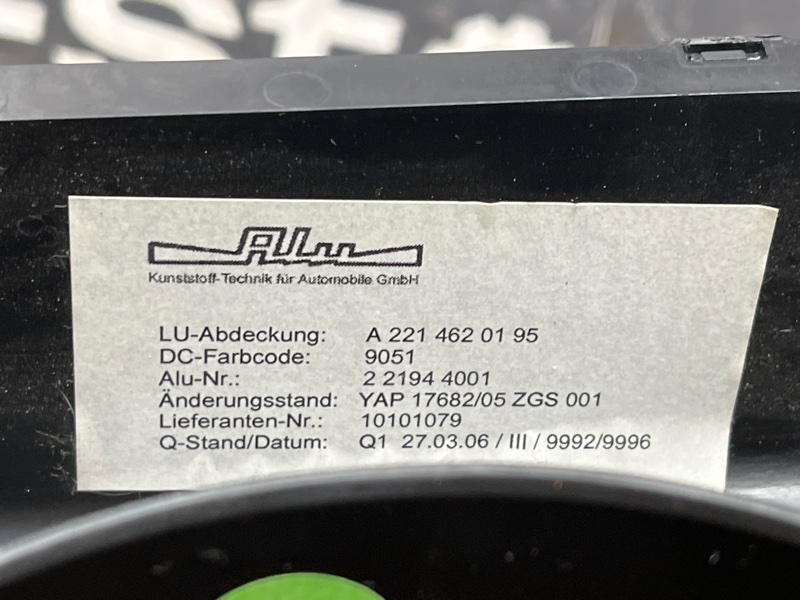 Alu
Kunststoff-Technik für Automobile GmbH
LU-Abdeckung: A 221 462 01 95
DC-Farbcode: 9051
Alu-Nr.: 2 2194 4001
Änderungsstand: YAP 17682/05 ZGS 001
Lieferanten-Nr.: 10101079
Q-Stand/Datum: Q1 27.03.06 / III / 9992/9996